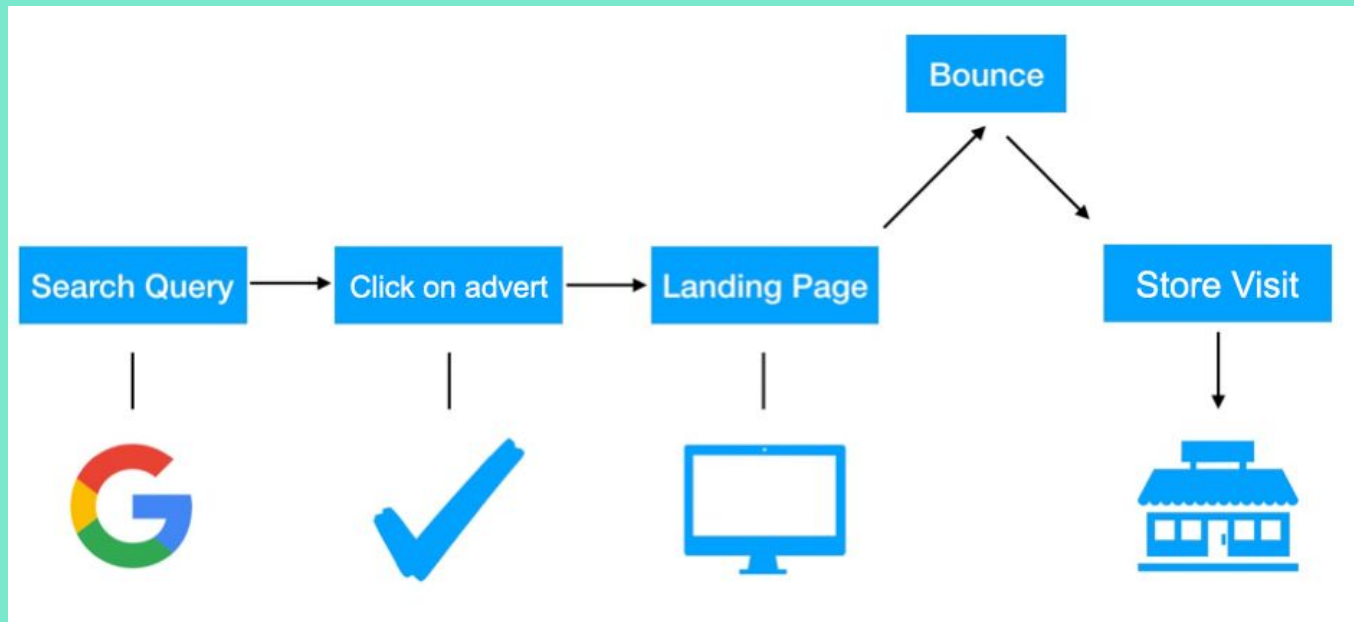 Bounce
Search Query
Click on advert
Landing Page
Store Visit